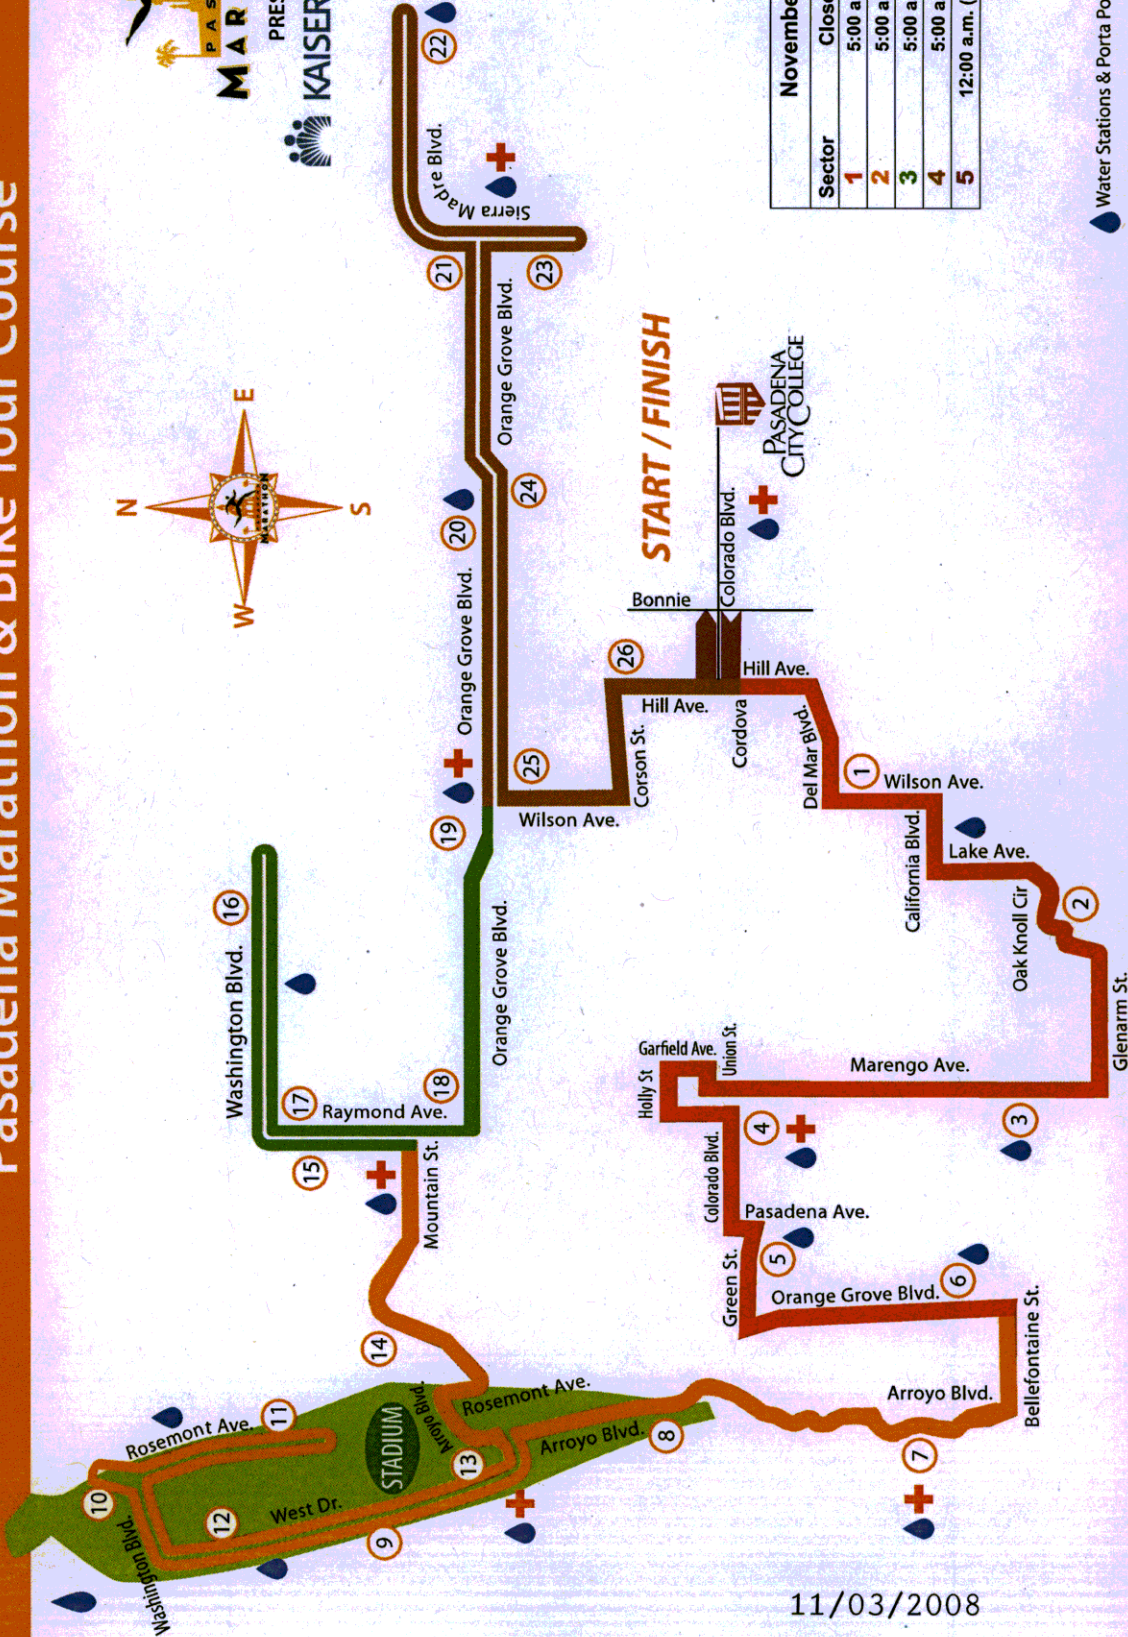 Pasadena Marathon & Bike Tour Course
PAS
MAR
PRES
KAISER
N
W
E
S
MARATHON
Novembe
Sector Close
1 5:00 a
2 5:00 a
3 5:00 a
4 5:00 a
5 12:00 a.m. (
Water Stations & Porta Po
START / FINISH
PASADENA
CITY COLLEGE
Colorado Blvd.
Bonnie
Hill Ave.
Hill Ave.
Cordova
Corson St.
Del Mar Blvd.
1
Wilson Ave.
California Blvd.
Lake Ave.
Oak Knoll Cir
2
Glenarm St.
Marengo Ave.
3
Union St.
Garfield Ave.
Holly St
4
Colorado Blvd.
Pasadena Ave.
5
Green St.
Orange Grove Blvd.
6
Bellefontaine St.
Arroyo Blvd.
7
8
Arroyo Blvd.
Rosemont Ave.
9
West Dr.
Washington Blvd.
10
Rosemont Ave.
11
12
STADIUM
13
Arroyo Blvd.
14
Mountain St.
15
Washington Blvd.
16
17
Raymond Ave.
18
Orange Grove Blvd.
19
Orange Grove Blvd.
20
21
Sierra Madre Blvd.
22
23
Orange Grove Blvd.
24
25
Wilson Ave.
26
11/03/2008